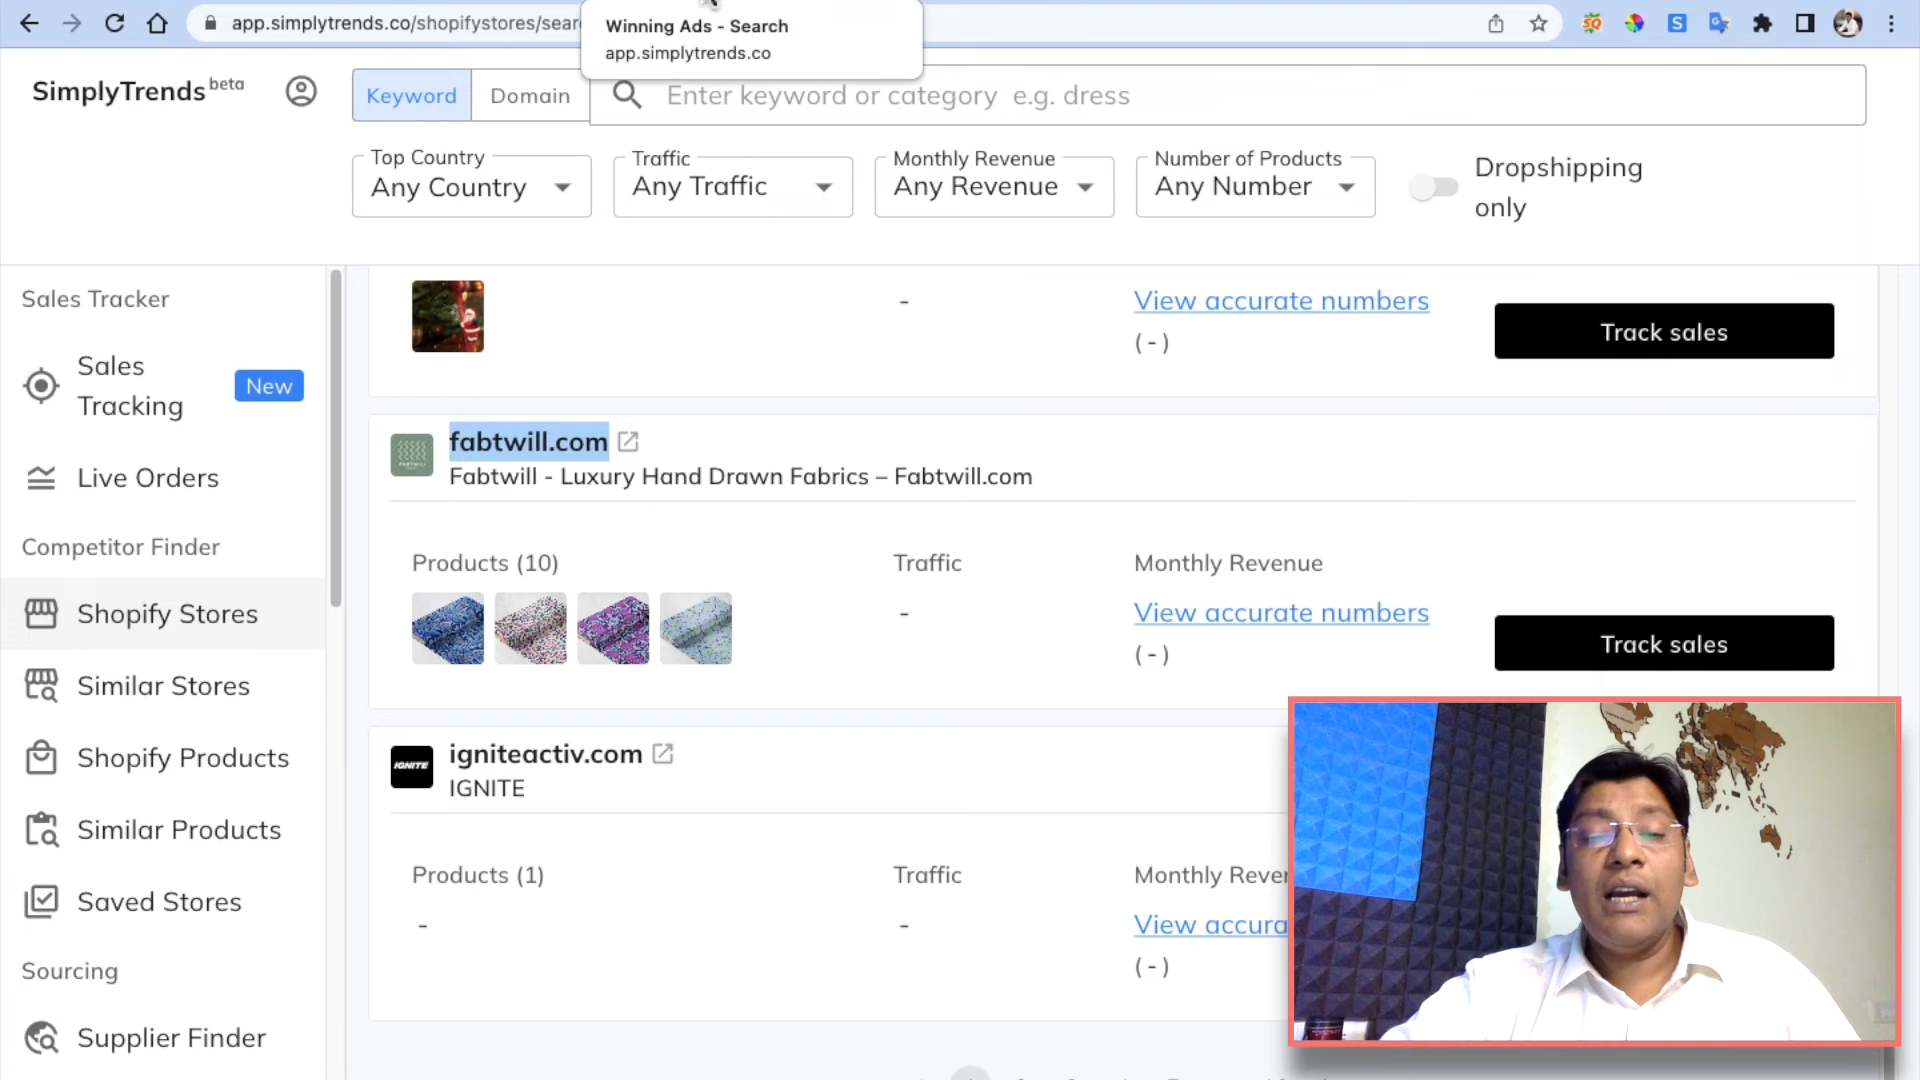 app.simplytrends.co/shopifystores/sear
Winning Ads - Search
app.simplytrends.co
SimplyTrends beta
Keyword
Domain
Enter keyword or category e.g. dress
Top Country
Any Country
Traffic
Any Traffic
Monthly Revenue
Any Revenue
Number of Products
Any Number
Dropshipping
only
Sales Tracker
Sales
Tracking
New
Live Orders
Competitor Finder
Shopify Stores
Similar Stores
Shopify Products
Similar Products
Saved Stores
Sourcing
Supplier Finder
-
View accurate numbers
( - )
Track sales
fabtwill.com
Fabtwill - Luxury Hand Drawn Fabrics – Fabtwill.com
Products (10)
Traffic
Monthly Revenue
-
View accurate numbers
( - )
Track sales
IGNITE
igniteactiv.com
IGNITE
Products (1)
Traffic
Monthly Rever
-
-
View accura
( - )